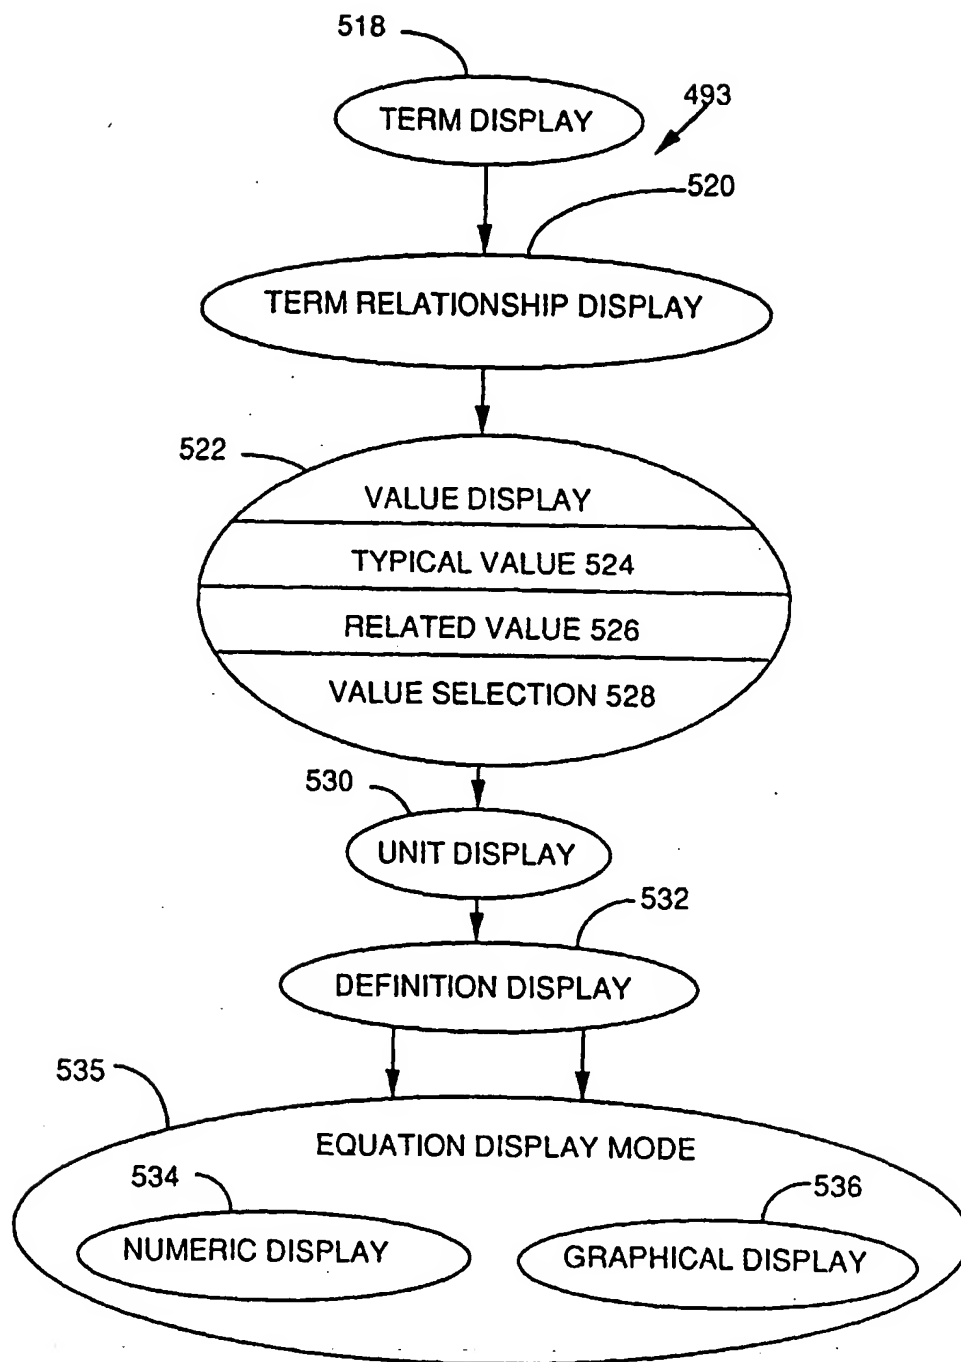 518
TERM DISPLAY
493
520
TERM RELATIONSHIP DISPLAY
522
VALUE DISPLAY
TYPICAL VALUE 524
RELATED VALUE 526
VALUE SELECTION 528
530
UNIT DISPLAY
532
DEFINITION DISPLAY
535
EQUATION DISPLAY MODE
534
536
NUMERIC DISPLAY
GRAPHICAL DISPLAY